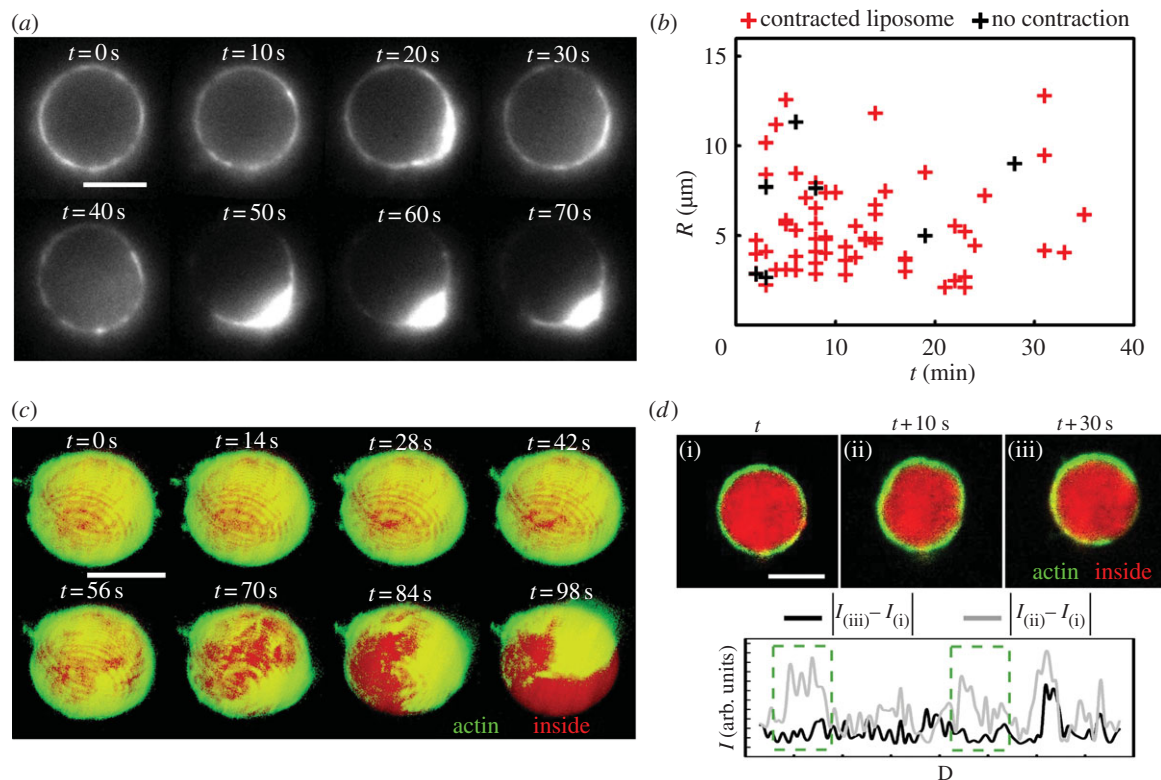 (a)
t=0 s t=10 s t=20 s t=30 s
t=40 s t=50 s t=60 s t=70 s
(b)
contracted liposome no contraction
15
10
5
0 10 20 30 40
R (µm)
t (min)
(c)
t=0 s t=14 s t=28 s t=42 s
t=56 s t=70 s t=84 s t=98 s
actin inside
(d)
t t+10 s t+30 s
(i) (ii) (iii)
actin inside
|I(iii)−I(i)| |I(ii)−I(i)|
I (arb. units)
D